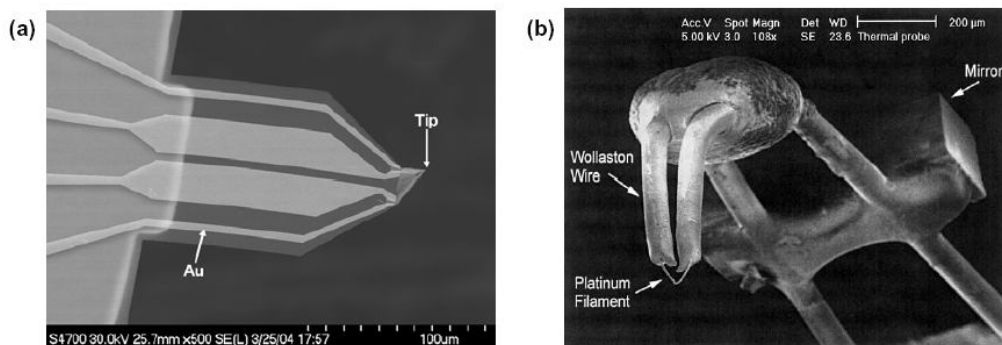 (a)
Tip
Au
S4700 30.0kV 25.7mm x500 SE(L) 3/25/04 17:57 100um
(b)
Acc.V Spot Magn Det WD 200 µm
5.00 kV 3.0 108x SE 23.6 Thermal probe
Mirror
Wollaston
Wire
Platinum
Filament